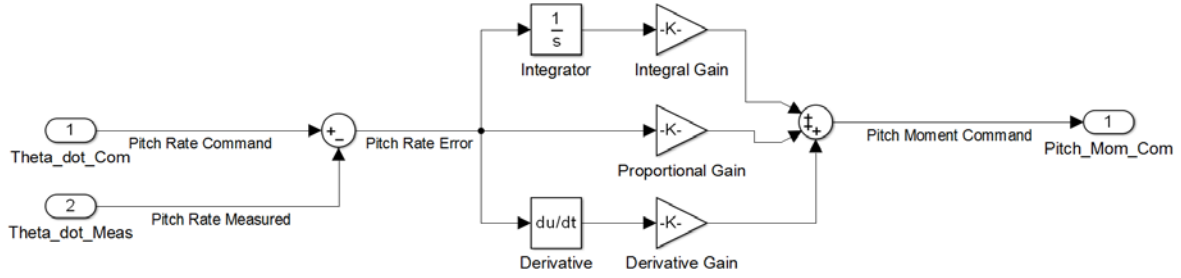 1
s
Integrator
-K-
Integral Gain
1
Theta_dot_Com
Pitch Rate Command
+
−
Pitch Rate Error
-K-
Proportional Gain
+
+
+
Pitch Moment Command
1
Pitch_Mom_Com
2
Theta_dot_Meas
Pitch Rate Measured
du/dt
Derivative
-K-
Derivative Gain